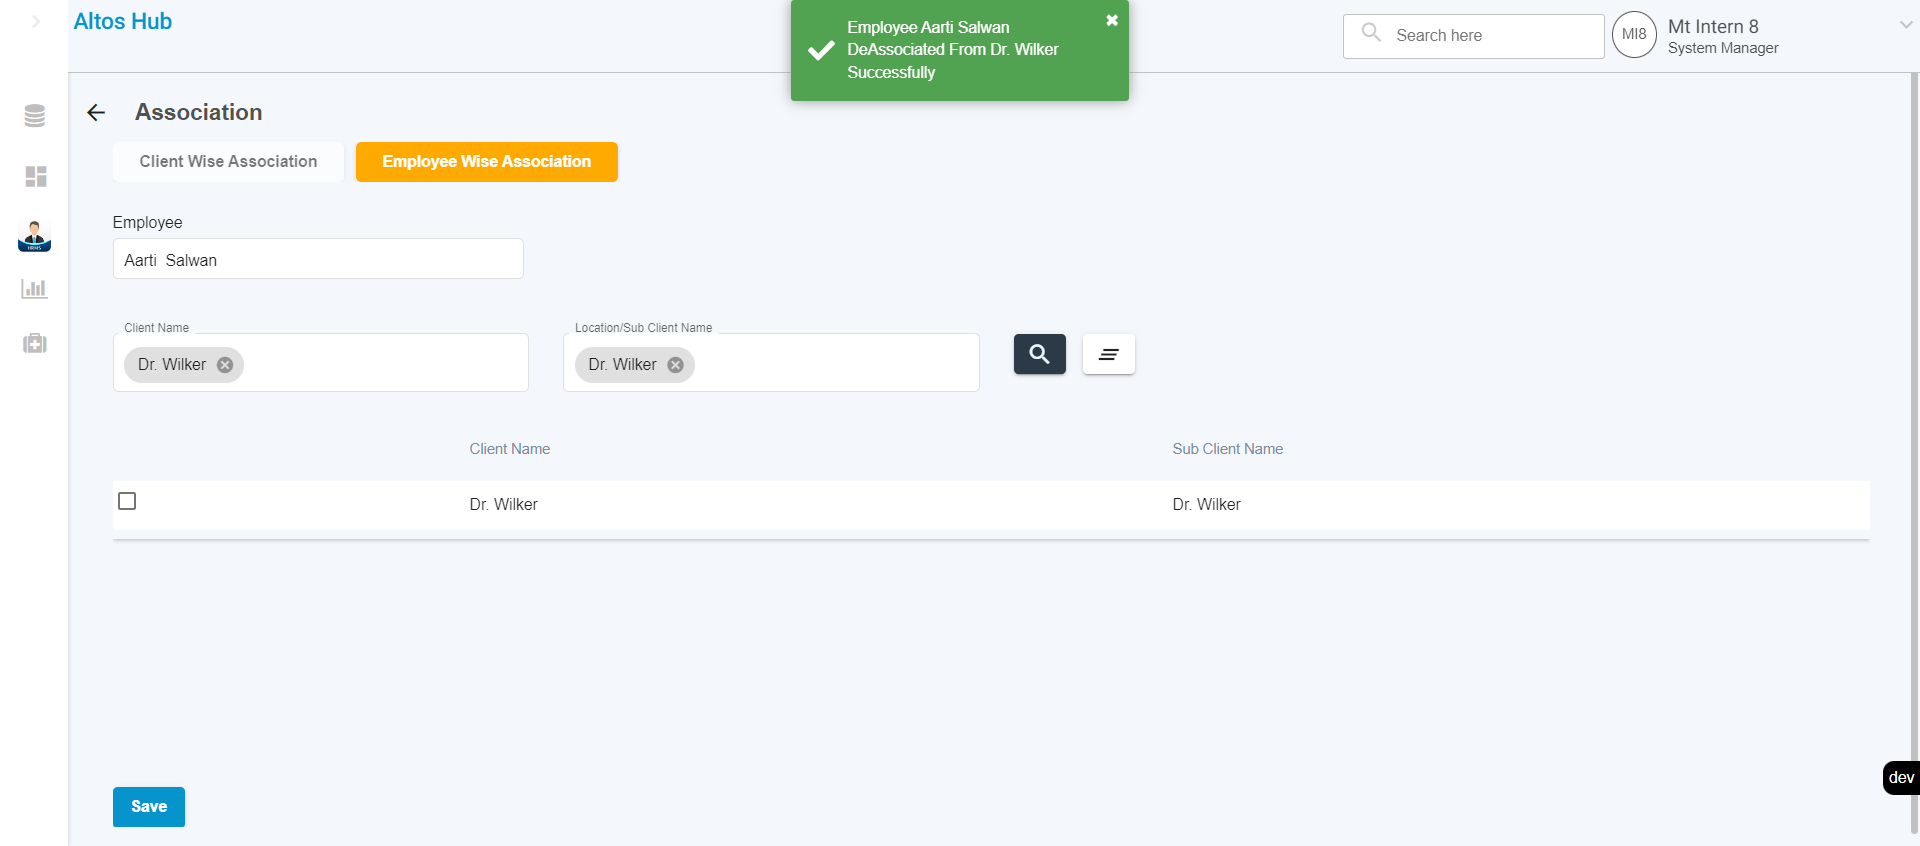 Altos Hub
Employee Aarti Salwan
DeAssociated From Dr. Wilker
Successfully
Search here
MI8
Mt Intern 8
System Manager
Association
Client Wise Association
Employee Wise Association
Employee
Aarti  Salwan
Client Name
Dr. Wilker
Location/Sub Client Name
Dr. Wilker
Client Name
Sub Client Name
Dr. Wilker
Dr. Wilker
HRMS
dev
Save